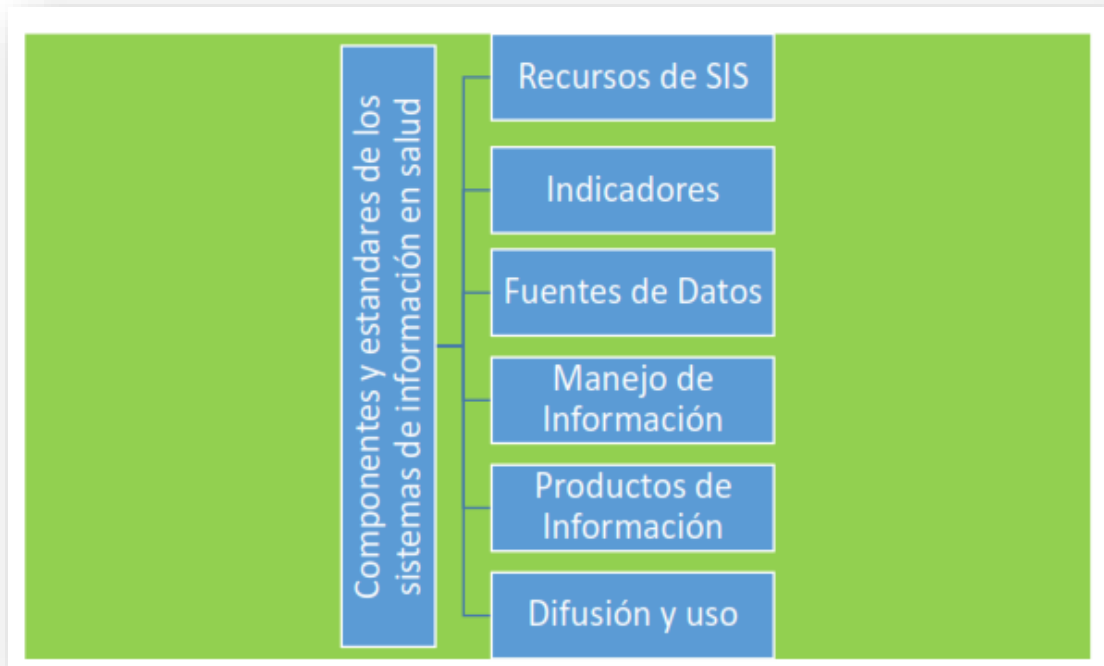 Componentes y estandares de los
sistemas de información en salud
Recursos de SIS
Indicadores
Fuentes de Datos
Manejo de
Información
Productos de
Información
Difusión y uso